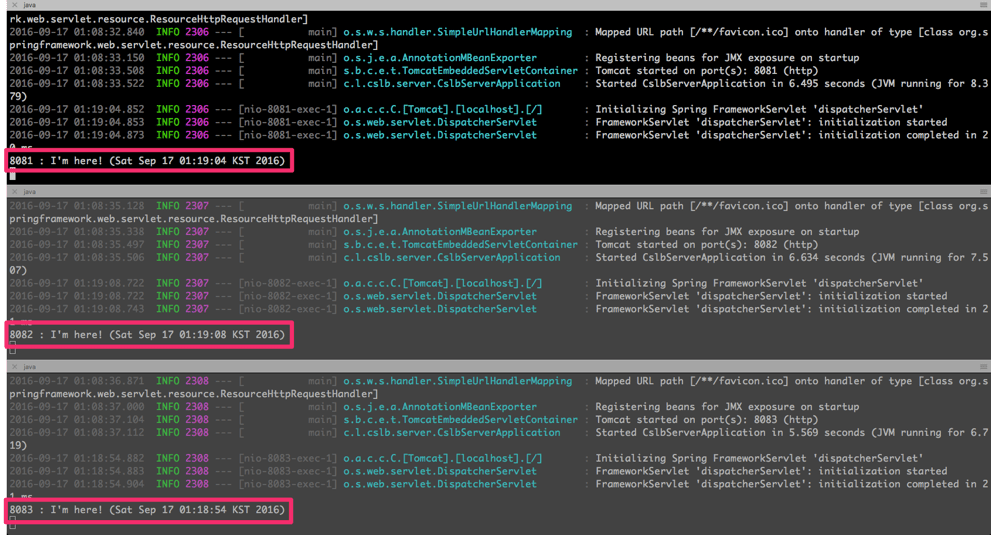 java
rk.web.servlet.resource.ResourceHttpRequestHandler]
2016-09-17 01:08:32.840 INFO 2306 --- [ main] o.s.w.s.handler.SimpleUrlHandlerMapping : Mapped URL path [/**/favicon.ico] onto handler of type [class org.s
pringframework.web.servlet.resource.ResourceHttpRequestHandler]
2016-09-17 01:08:33.150 INFO 2306 --- [ main] o.s.j.e.a.AnnotationMBeanExporter : Registering beans for JMX exposure on startup
2016-09-17 01:08:33.508 INFO 2306 --- [ main] s.b.c.e.t.TomcatEmbeddedServletContainer : Tomcat started on port(s): 8081 (http)
2016-09-17 01:08:33.522 INFO 2306 --- [ main] c.l.cslb.server.CslbServerApplication : Started CslbServerApplication in 6.495 seconds (JVM running for 8.3
79)
2016-09-17 01:19:04.852 INFO 2306 --- [nio-8081-exec-1] o.a.c.c.C.[Tomcat].[localhost].[/] : Initializing Spring FrameworkServlet 'dispatcherServlet'
2016-09-17 01:19:04.853 INFO 2306 --- [nio-8081-exec-1] o.s.web.servlet.DispatcherServlet : FrameworkServlet 'dispatcherServlet': initialization started
2016-09-17 01:19:04.873 INFO 2306 --- [nio-8081-exec-1] o.s.web.servlet.DispatcherServlet : FrameworkServlet 'dispatcherServlet': initialization completed in 2
0 ms
8081 : I'm here! (Sat Sep 17 01:19:04 KST 2016)
java
2016-09-17 01:08:35.128 INFO 2307 --- [ main] o.s.w.s.handler.SimpleUrlHandlerMapping : Mapped URL path [/**/favicon.ico] onto handler of type [class org.s
pringframework.web.servlet.resource.ResourceHttpRequestHandler]
2016-09-17 01:08:35.338 INFO 2307 --- [ main] o.s.j.e.a.AnnotationMBeanExporter : Registering beans for JMX exposure on startup
2016-09-17 01:08:35.497 INFO 2307 --- [ main] s.b.c.e.t.TomcatEmbeddedServletContainer : Tomcat started on port(s): 8082 (http)
2016-09-17 01:08:35.506 INFO 2307 --- [ main] c.l.cslb.server.CslbServerApplication : Started CslbServerApplication in 6.634 seconds (JVM running for 7.5
07)
2016-09-17 01:19:08.722 INFO 2307 --- [nio-8082-exec-1] o.a.c.c.C.[Tomcat].[localhost].[/] : Initializing Spring FrameworkServlet 'dispatcherServlet'
2016-09-17 01:19:08.722 INFO 2307 --- [nio-8082-exec-1] o.s.web.servlet.DispatcherServlet : FrameworkServlet 'dispatcherServlet': initialization started
2016-09-17 01:19:08.743 INFO 2307 --- [nio-8082-exec-1] o.s.web.servlet.DispatcherServlet : FrameworkServlet 'dispatcherServlet': initialization completed in 2
1 ms
8082 : I'm here! (Sat Sep 17 01:19:08 KST 2016)
java
2016-09-17 01:08:36.871 INFO 2308 --- [ main] o.s.w.s.handler.SimpleUrlHandlerMapping : Mapped URL path [/**/favicon.ico] onto handler of type [class org.s
pringframework.web.servlet.resource.ResourceHttpRequestHandler]
2016-09-17 01:08:37.000 INFO 2308 --- [ main] o.s.j.e.a.AnnotationMBeanExporter : Registering beans for JMX exposure on startup
2016-09-17 01:08:37.104 INFO 2308 --- [ main] s.b.c.e.t.TomcatEmbeddedServletContainer : Tomcat started on port(s): 8083 (http)
2016-09-17 01:08:37.112 INFO 2308 --- [ main] c.l.cslb.server.CslbServerApplication : Started CslbServerApplication in 5.569 seconds (JVM running for 6.7
19)
2016-09-17 01:18:54.882 INFO 2308 --- [nio-8083-exec-1] o.a.c.c.C.[Tomcat].[localhost].[/] : Initializing Spring FrameworkServlet 'dispatcherServlet'
2016-09-17 01:18:54.883 INFO 2308 --- [nio-8083-exec-1] o.s.web.servlet.DispatcherServlet : FrameworkServlet 'dispatcherServlet': initialization started
2016-09-17 01:18:54.904 INFO 2308 --- [nio-8083-exec-1] o.s.web.servlet.DispatcherServlet : FrameworkServlet 'dispatcherServlet': initialization completed in 2
1 ms
8083 : I'm here! (Sat Sep 17 01:18:54 KST 2016)